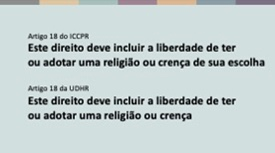 Artigo 18 do ICCPR
Este direito deve incluir a liberdade de ter
ou adotar uma religião ou crença de sua escolha
Artigo 18 da UDHR
Este direito deve incluir a liberdade de ter
ou adotar uma religião ou crença